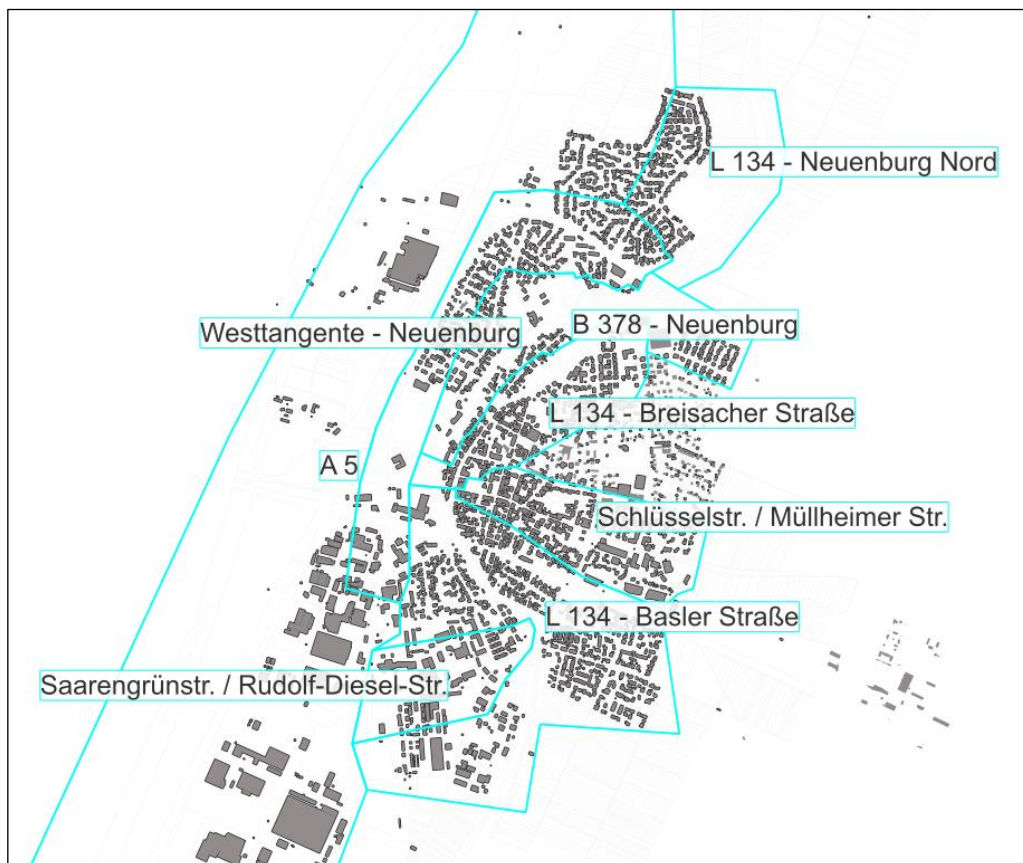 L 134 - Neuenburg Nord
Westtangente - Neuenburg
B 378 - Neuenburg
L 134 - Breisacher Straße
A 5
Schlüsselstr. / Müllheimer Str.
L 134 - Basler Straße
Saarengrünstr. / Rudolf-Diesel-Str.